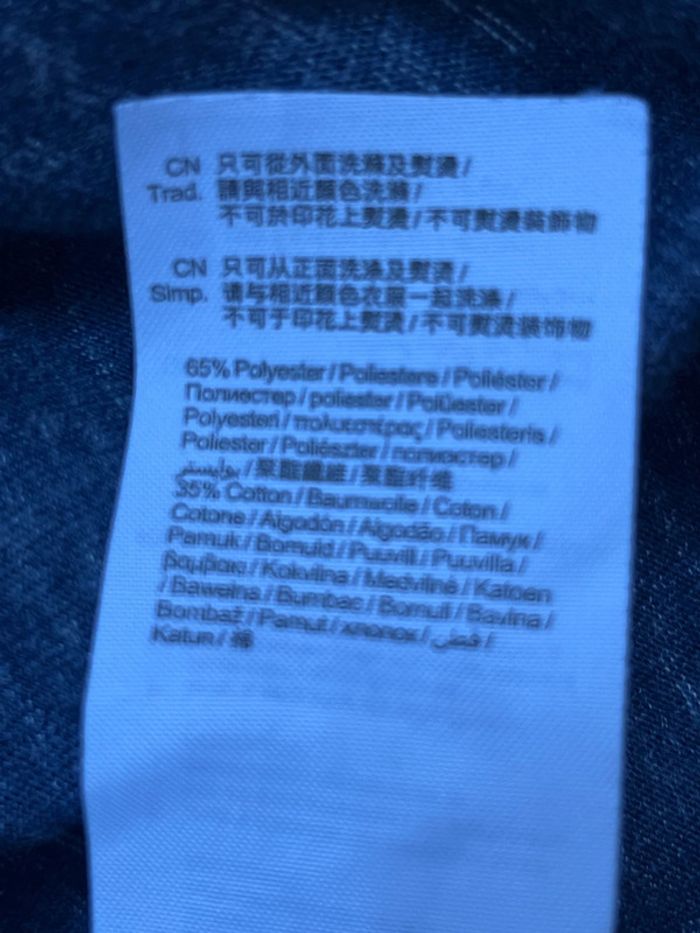 CN 只可從外面洗滌及熨燙/
Trad. 請與相近顏色洗滌/
不可於印花上熨燙/不可熨燙裝飾物
CN 只可从正面洗涤及熨烫/
Simp. 请与相近颜色衣服一起洗涤/
不可于印花上熨烫/不可熨烫装饰物
65% Polyester / Poliestere / Poliéster /
Полиестер / poliester / Polüester /
Polyesteri / πολυεστέρας / Poliesteris /
Poliester / Poliészter / полиэстер /
بوليستر / 聚酯纖維 / 聚酯纤维
35% Cotton / Baumwolle / Coton /
Cotone / Algodón / Algodão / Памук /
Pamuk / Bomuld / Puuvill / Puuvilla /
βαμβακι / Kokvilna / Medvilnė / Katoen
/ Bawełna / Bumbac / Bomull / Bavlna /
Bombaž / Pamut / хлопок / قطن /
Katun / 棉